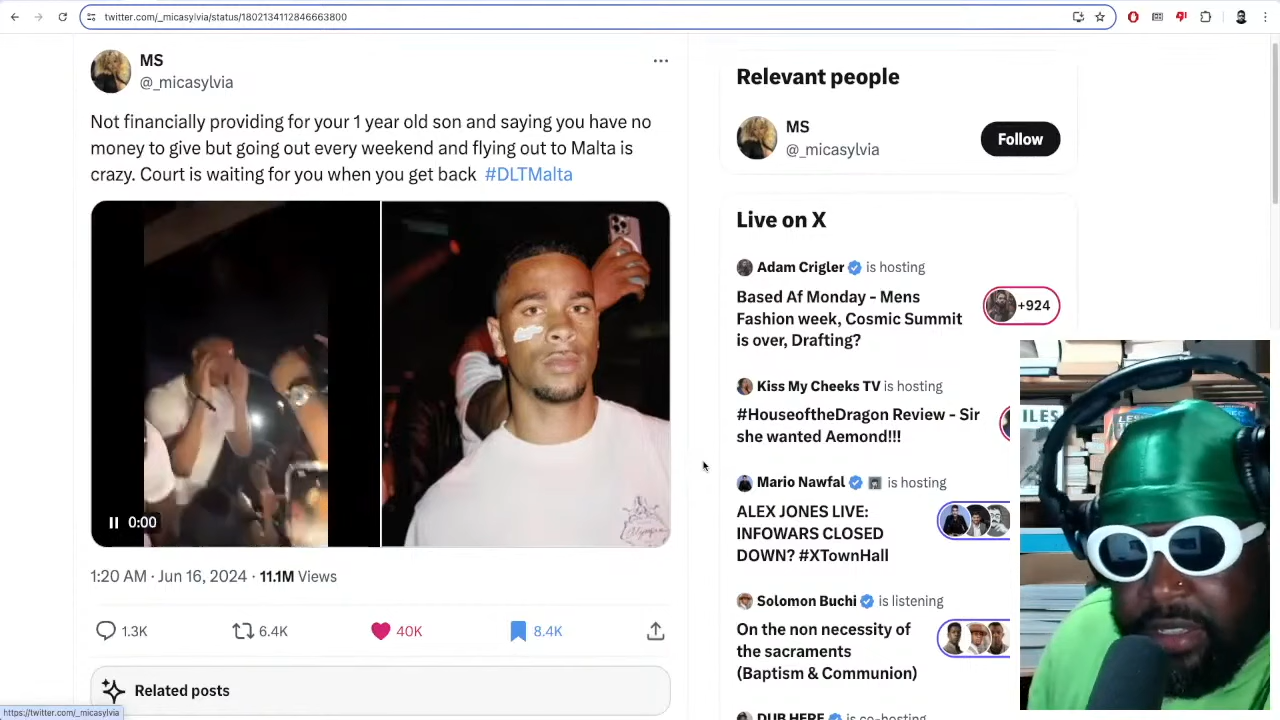 twitter.com/_micasylvia/status/1802134112846663800
MS
@_micasylvia
Not financially providing for your 1 year old son and saying you have no
money to give but going out every weekend and flying out to Malta is
crazy. Court is waiting for you when you get back #DLTMalta
0:00
1:20 AM · Jun 16, 2024 · 11.1M Views
1.3K
6.4K
40K
8.4K
Related posts
https://twitter.com/_micasylvia
Relevant people
MS
@_micasylvia
Follow
Live on X
Adam Crigler is hosting
Based Af Monday - Mens
Fashion week, Cosmic Summit
is over, Drafting?
+924
Kiss My Cheeks TV is hosting
#HouseoftheDragon Review - Sir
she wanted Aemond!!!
Mario Nawfal is hosting
ALEX JONES LIVE:
INFOWARS CLOSED
DOWN? #XTownHall
Solomon Buchi is listening
On the non necessity of
the sacraments
(Baptism & Communion)
DUB HERE is co-hosting
ILES